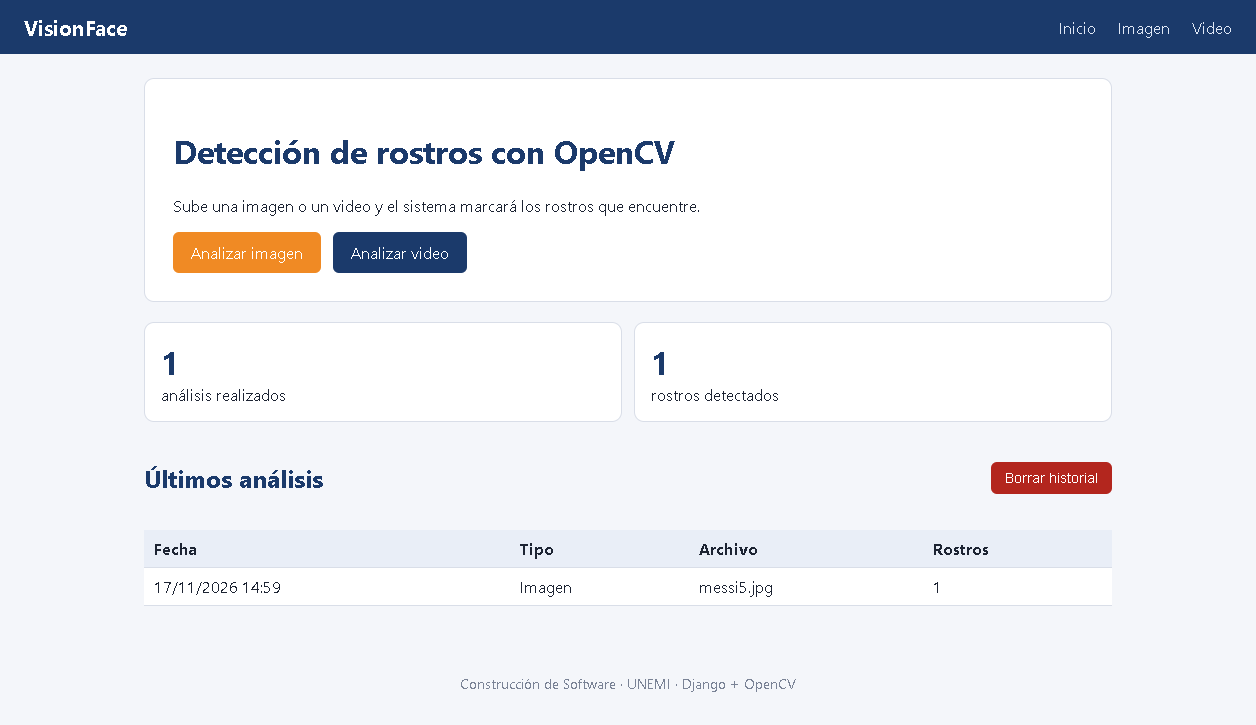 VisionFace
Inicio Imagen Video
Detección de rostros con OpenCV
Sube una imagen o un video y el sistema marcará los rostros que encuentre.
Analizar imagen Analizar video
1
análisis realizados
1
rostros detectados
Últimos análisis
Borrar historial
Fecha Tipo Archivo Rostros
17/11/2026 14:59 Imagen messi5.jpg 1
Construcción de Software · UNEMI · Django + OpenCV